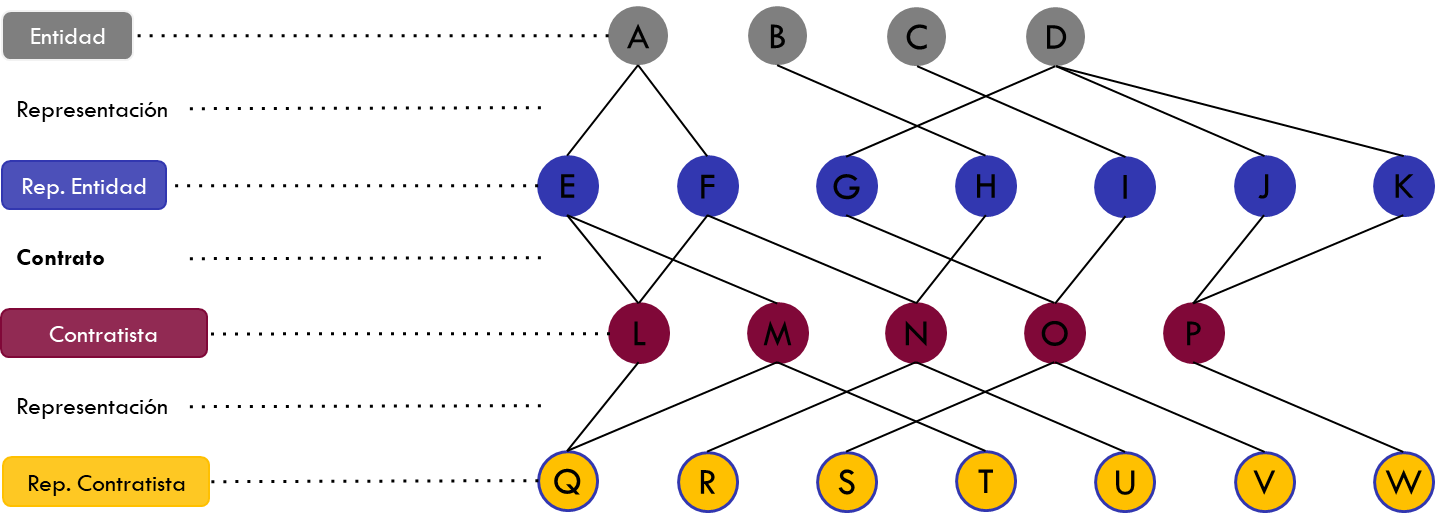 Entidad A B C D
Representación
Rep. Entidad E F G H I J K
Contrato
Contratista L M N O P
Representación
Rep. Contratista Q R S T U V W